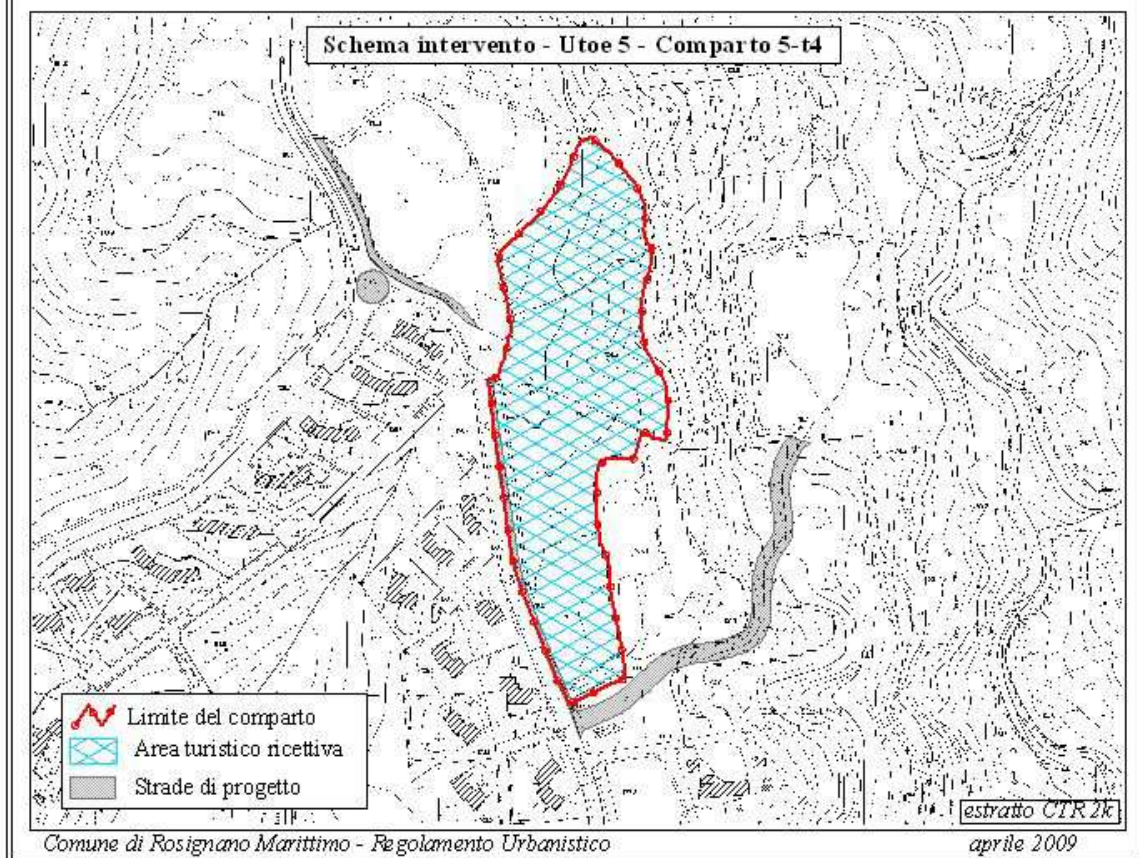 Schema intervento - Utoe 5 - Comparto 5-t4
Limite del comparto
Area turistico ricettiva
Strade di progetto
estratto CTR 2k
Comune di Rosignano Marittimo - Regolamento Urbanistico
aprile 2009